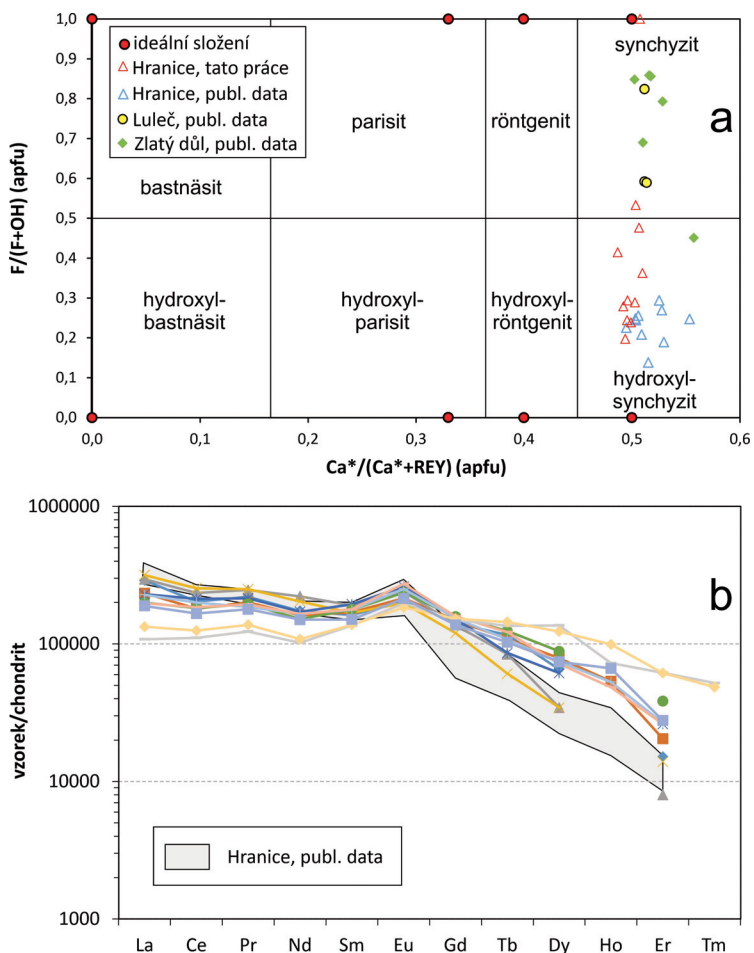 1,0
0,9
0,8
0,7
0,6
0,5
0,4
0,3
0,2
0,1
0,0
F/(F+OH) (apfu)
ideální složení
Hranice, tato práce
Hranice, publ. data
Luleč, publ. data
Zlatý důl, publ. data
synchyzit
a
parisit
röntgenit
bastnäsit
hydroxyl-
bastnäsit
hydroxyl-
parisit
hydroxyl-
röntgenit
hydroxyl-
synchyzit
0,0 0,1 0,2 0,3 0,4 0,5 0,6
Ca*/(Ca*+REY) (apfu)
1000000
b
100000
vzorek/chondrit
10000
Hranice, publ. data
1000
La Ce Pr Nd Sm Eu Gd Tb Dy Ho Er Tm